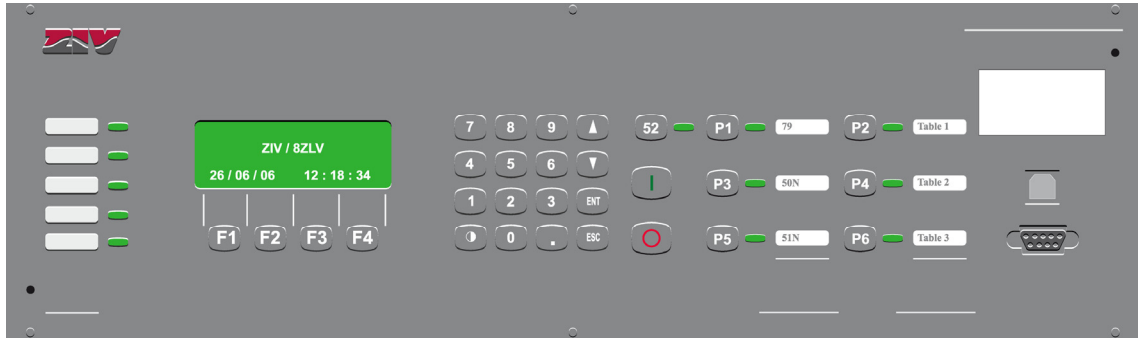 ZIV
ZIV / 8ZLV
26 / 06 / 06 12 : 18 : 34
F1 F2 F3 F4
7 8 9
4 5 6
1 2 3 ENT
0 . ESC
52 P1 79 P2 Table 1
I P3 50N P4 Table 2
O P5 51N P6 Table 3